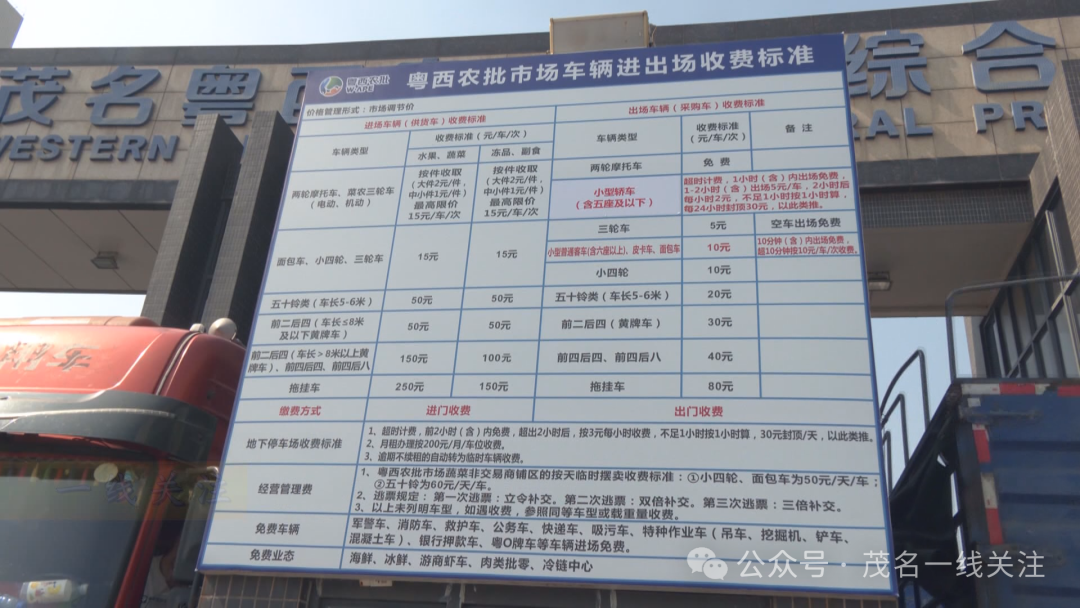 茂名粤西
综合
WESTERN
RAL PR
粤西农批
WAPE
粤西农批市场车辆进出场收费标准
价格管理形式：市场调节价
进场车辆（供货车）收费标准
出场车辆（采购车）收费标准
车辆类型
收费标准（元/车/次）
水果、蔬菜
冻品、副食
车辆类型
收费标准
（元/车/次）
备 注
两轮摩托车、菜农三轮车
（电动、机动）
按件收取
（大件2元/件，
中小件1元/件）
最高限价
15元/车/次
按件收取
（大件2元/件，
中小件1元/件）
最高限价
15元/车/次
两轮摩托车
免 费
小型轿车
（含五座及以下）
超时计费，1小时（含）内出场免费，
1-2小时（含）出场5元/车，2小时后
每小时2元，不足1小时按1小时算，
每24小时封顶30元，以此类推。
三轮车
5元
空车出场免费
面包车、小四轮、三轮车
15元
15元
小型普通客车(含六座以上)、皮卡车、面包车
10元
10分钟（含）内出场免费，
超10分钟按10元/车/次收费。
小四轮
10元
五十铃类（车长5-6米）
50元
50元
五十铃类（车长5-6米）
20元
前二后四（车长≤8米
及以下黄牌车）
50元
50元
前二后四（黄牌车）
30元
前二后四（车长＞8米以上黄
牌车）、前四后四、前四后八
150元
100元
前四后四、前四后八
40元
拖挂车
250元
150元
拖挂车
80元
缴费方式
进门收费
出门收费
地下停车场收费标准
1、超时计费，前2小时（含）内免费，超出2小时后，按3元每小时收费，不足1小时按1小时算，30元封顶/天，以此类推。
2、月租办理按200元/月/车位收费。
3、逾期不续租的自动转为临时车辆收费。
经营管理费
1、粤西农批市场蔬菜非交易商铺区的按天临时摆卖收费标准：①小四轮、面包车为50元/天/车；
②五十铃为60元/天/车。
2、逃票规定：第一次逃票：立令补交。第二次逃票：双倍补交。第三次逃票：三倍补交。
3、以上未列明车型，如遇收费，参照同等车型或载重量收费。
免费车辆
军警车、消防车、救护车、公务车、快递车、吸污车、特种作业车（吊车、挖掘机、铲车、
混凝土车）、银行押款车、粤O牌车等车辆进场免费。
免费业态
海鲜、冰鲜、游商虾车、肉类批零、冷链中心
一线关注
公众号·茂名一线关注